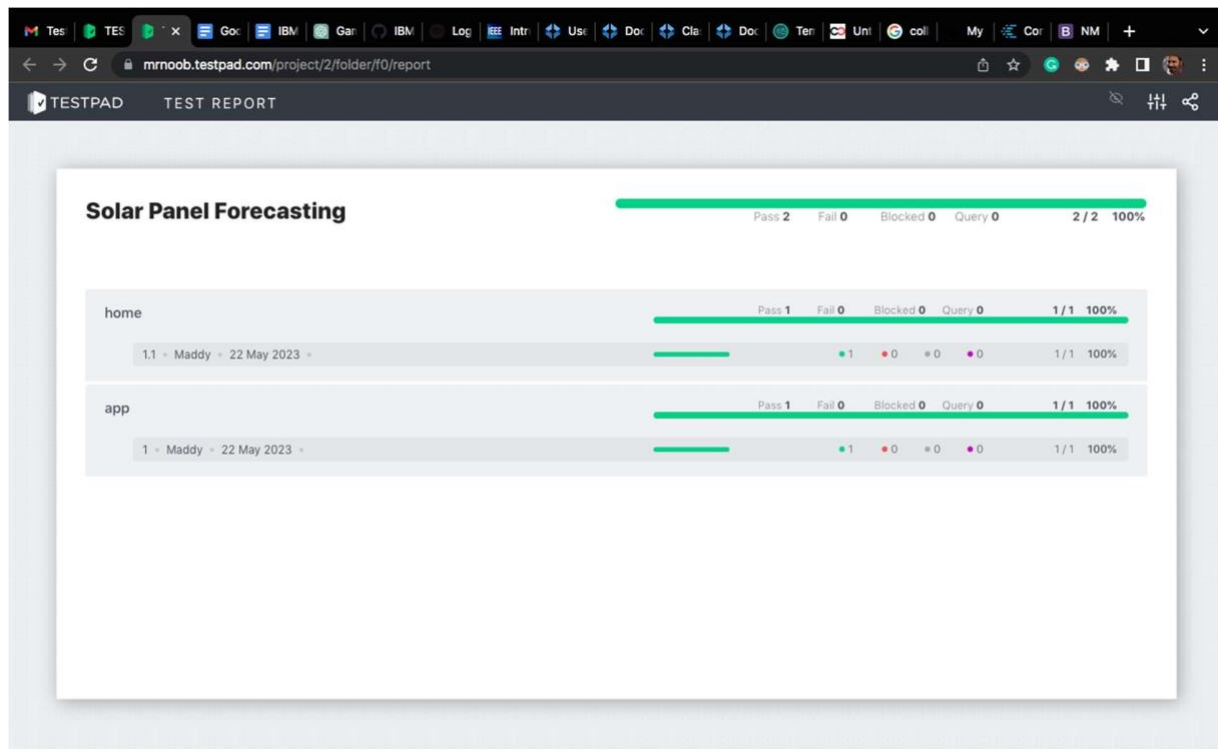 Tes TES T Goo IBM Gan IBM Log IEEE Intr Use Doc Cla Doc Ten CO Unt G coll My Cor B NM
mrnoob.testpad.com/project/2/folder/f0/report
TESTPAD TEST REPORT
Solar Panel Forecasting
Pass 2 Fail 0 Blocked 0 Query 0 2 / 2 100%
home Pass 1 Fail 0 Blocked 0 Query 0 1 / 1 100%
1.1 • Maddy • 22 May 2023 • 1 0 0 0 1 / 1 100%
app Pass 1 Fail 0 Blocked 0 Query 0 1 / 1 100%
1 • Maddy • 22 May 2023 • 1 0 0 0 1 / 1 100%